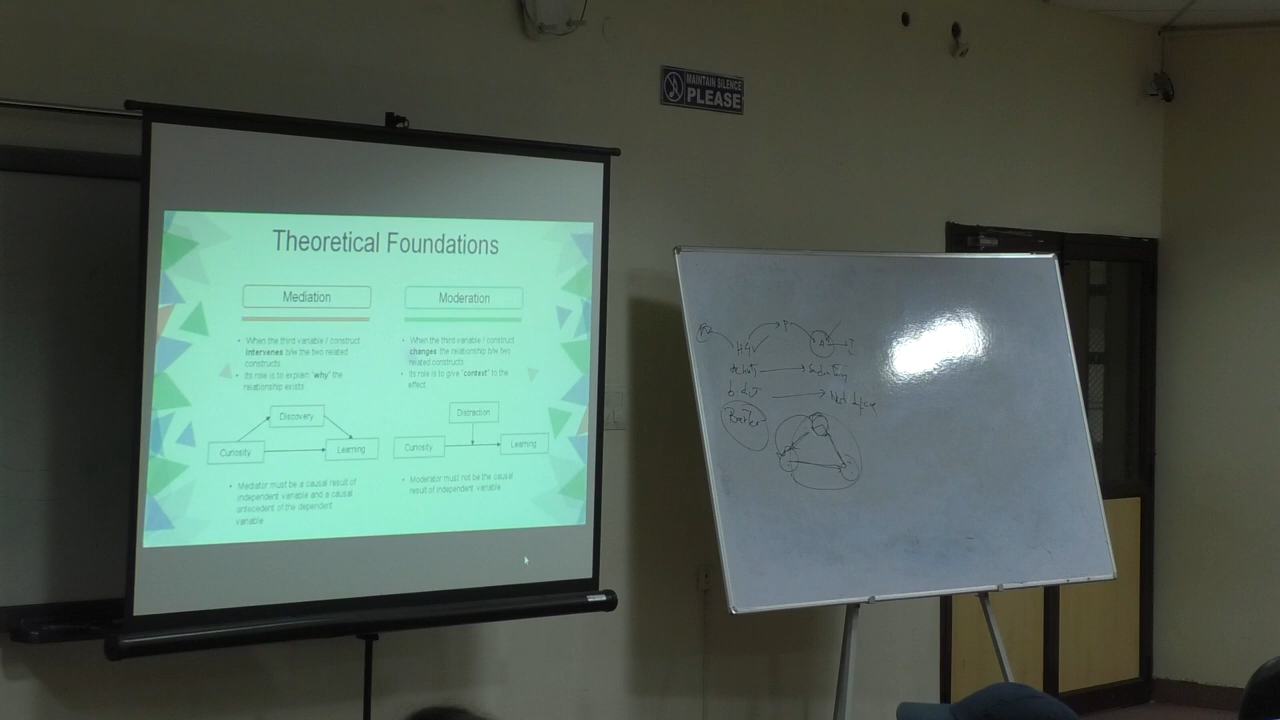 MAINTAIN SILENCE
PLEASE
Theoretical Foundations
Mediation
• When the third variable / construct
intervenes b/w the two related
constructs
• Its role is to explain "why" the
relationship exists
Discovery
Curiosity
Learning
• Mediator must be a causal result of
independent variable and a causal
antecedent of the dependent
variable
Moderation
• When the third variable / construct
changes the relationship b/w two
related constructs
• Its role is to give "context" to the
effect
Distraction
Curiosity
Learning
• Moderator must not be the causal
result of independent variable